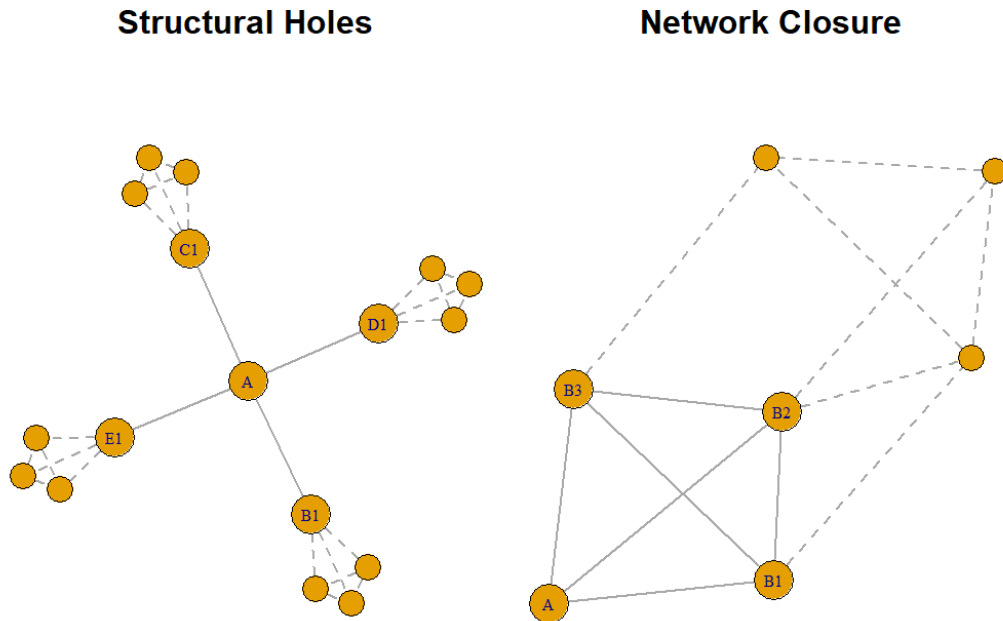 Structural Holes
Network Closure
C1
D1
A
E1
B1
B3
B2
B1
A